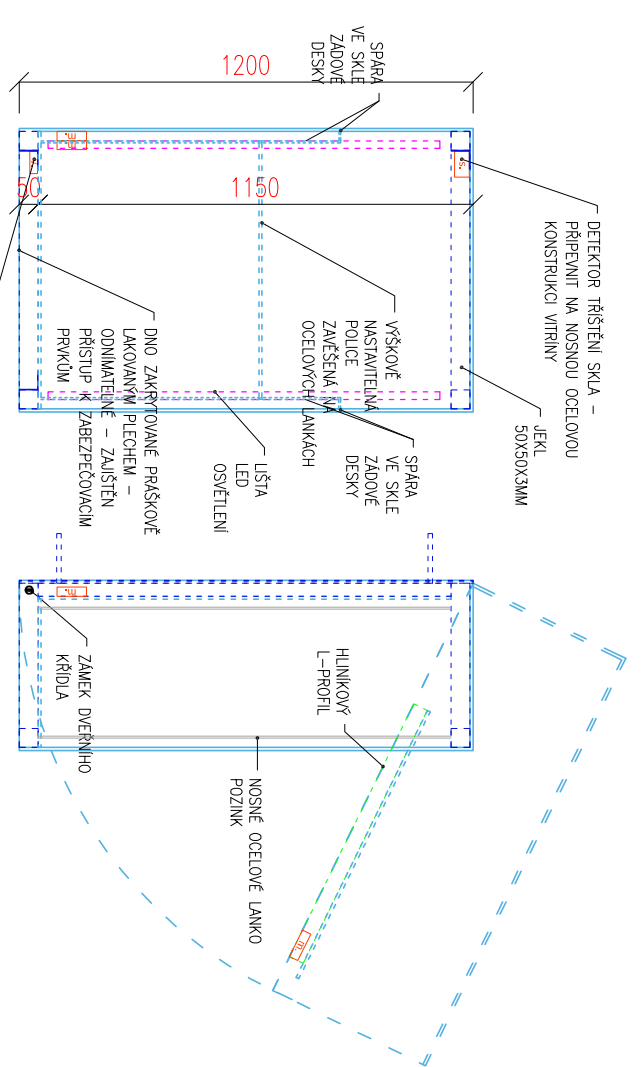 1200
SPÁRA
VE SKLE
ZÁDOVÉ
DESKY
50
1150
m.
s.
DETEKTOR TŘÍŠTĚNÍ SKLA –
PŘIPEVNIT NA NOSNOU OCELOVOU
KONSTRUKCI VITRÍNY
JEKL
50X50X3MM
VÝŠKOVĚ
NASTAVITELNÁ
POLICE
ZAVĚŠENÁ NA
OCELOVÝCH LANKÁCH
SPÁRA
VE SKLE
ZÁDOVÉ
DESKY
LIŠTA
LED
OSVĚTLENÍ
DNO ZAKRYTOVANÉ PRÁŠKOVĚ
LAKOVANÝM PLECHEM –
ODNÍMATELNÉ – ZAJIŠTĚN
PŘÍSTUP K ZABEZPEČOVACÍM
PRVKŮM
m.
ZÁMEK DVEŘNÍHO
KŘÍDLA
HLINÍKOVÝ
L–PROFIL
NOSNÉ OCELOVÉ LANKO
POZINK
m.